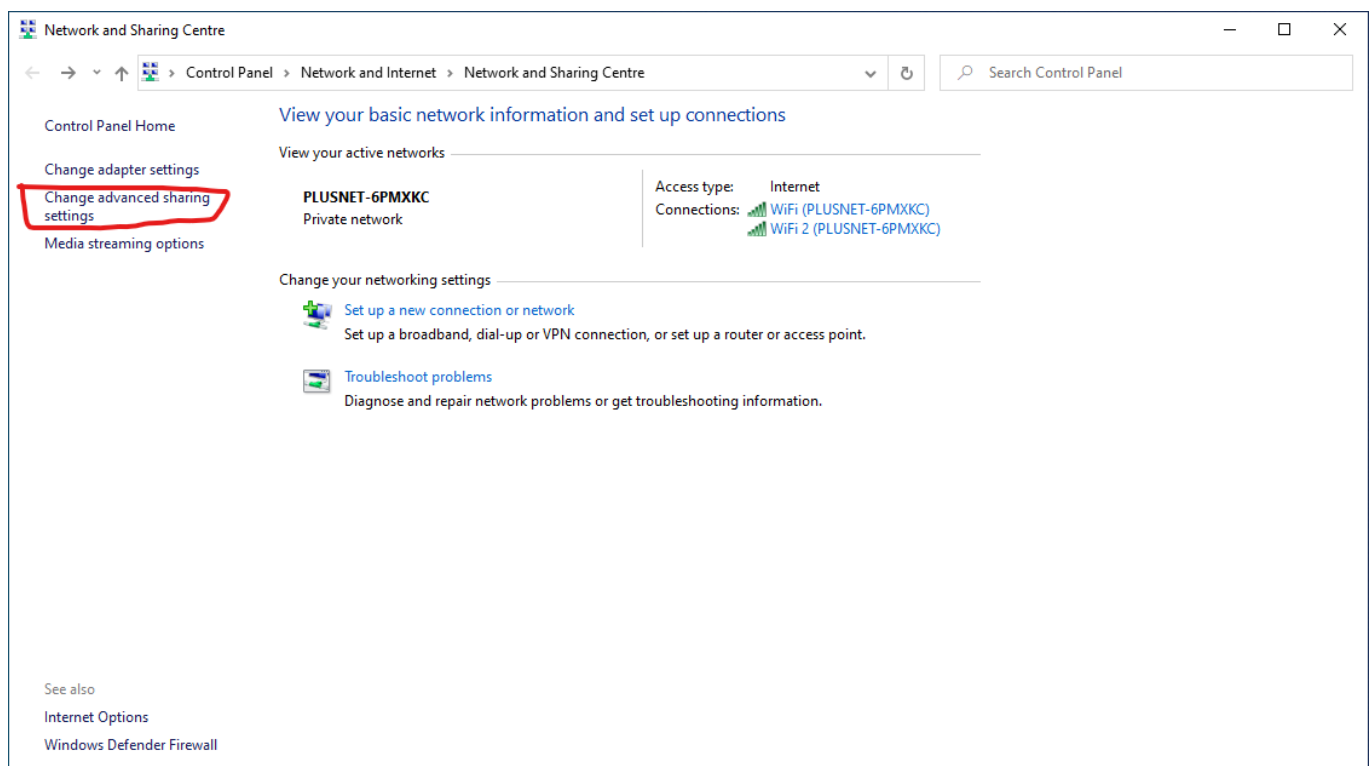 Network and Sharing Centre
Control Panel > Network and Internet > Network and Sharing Centre
Search Control Panel
Control Panel Home
Change adapter settings
Change advanced sharing
settings
Media streaming options
View your basic network information and set up connections
View your active networks
PLUSNET-6PMXKC
Private network
Access type: Internet
Connections: WiFi (PLUSNET-6PMXKC)
WiFi 2 (PLUSNET-6PMXKC)
Change your networking settings
Set up a new connection or network
Set up a broadband, dial-up or VPN connection, or set up a router or access point.
Troubleshoot problems
Diagnose and repair network problems or get troubleshooting information.
See also
Internet Options
Windows Defender Firewall